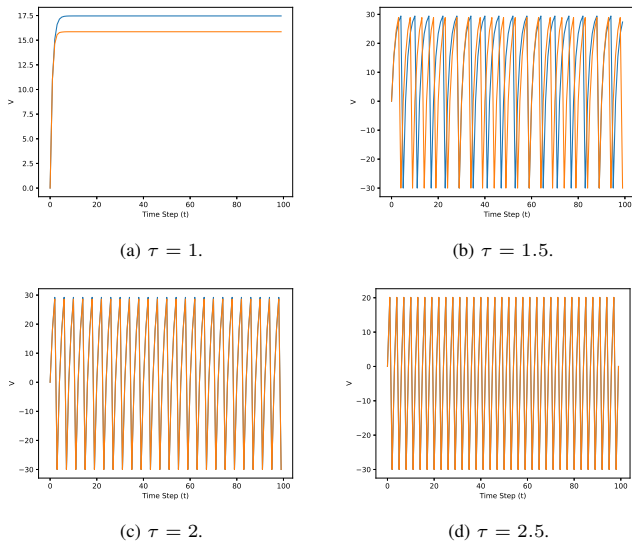 17.5
15.0
12.5
10.0
7.5
5.0
2.5
0.0
V
0 20 40 60 80 100
Time Step (t)
(a) τ = 1.
30
20
10
0
−10
−20
−30
V
0 20 40 60 80 100
Time Step (t)
(b) τ = 1.5.
30
20
10
0
−10
−20
−30
V
0 20 40 60 80 100
Time Step (t)
(c) τ = 2.
20
10
0
−10
−20
−30
V
0 20 40 60 80 100
Time Step (t)
(d) τ = 2.5.